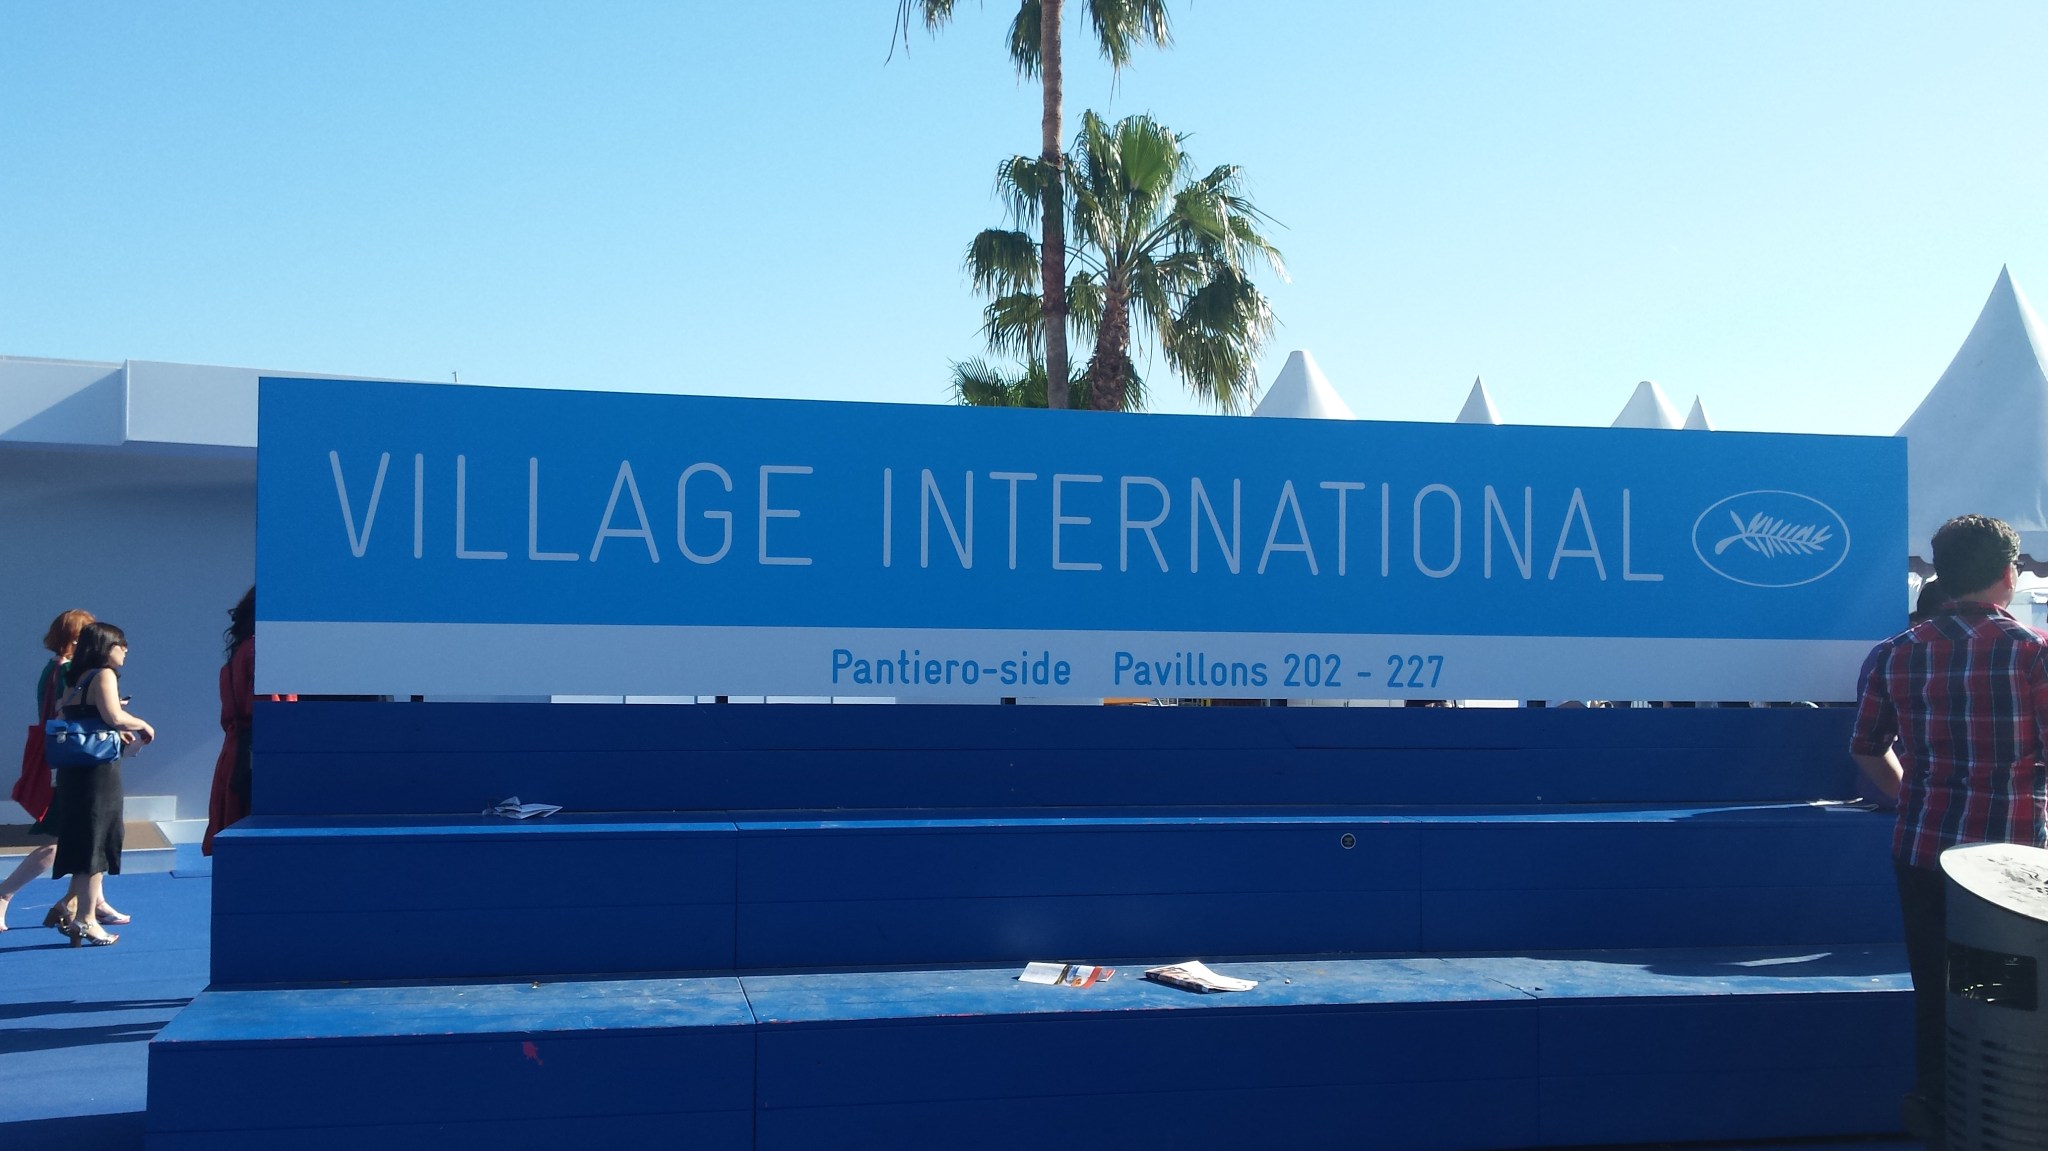 VILLAGE INTERNATIONAL
Pantiero-side Pavillons 202 - 227